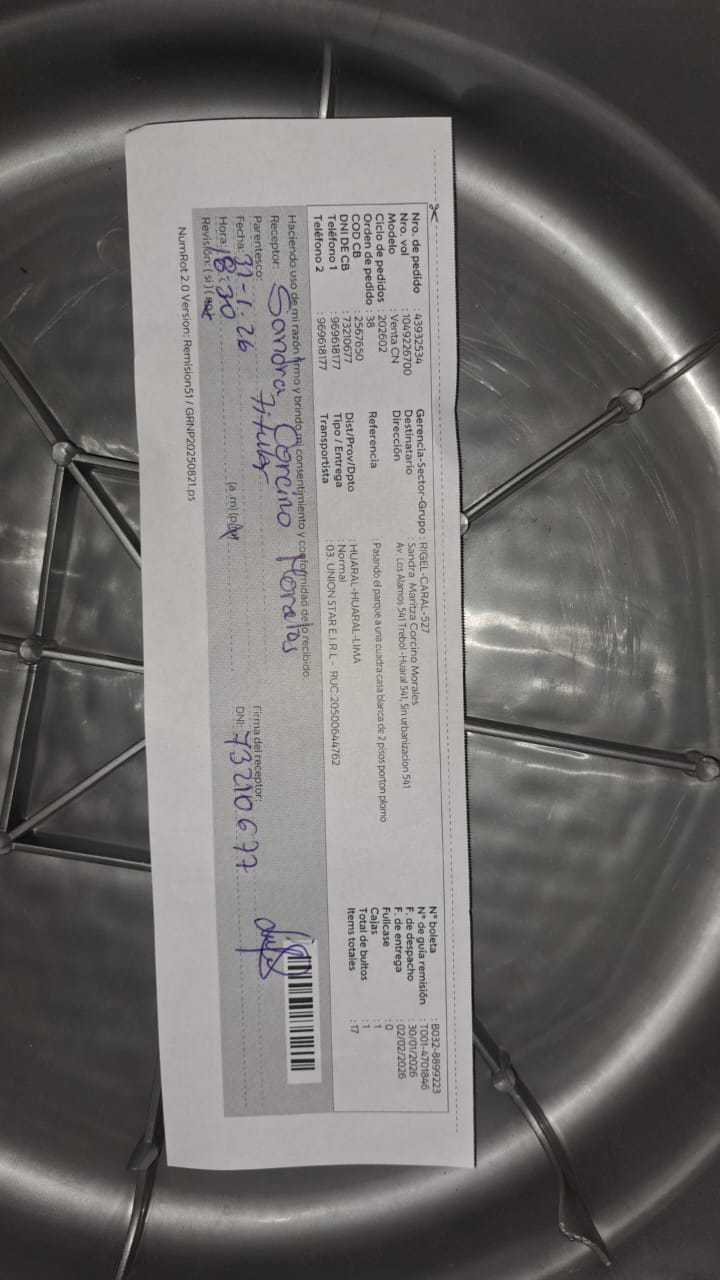 Nro. de pedido : 43932534 Gerencia-Sector-Grupo : RIGEL-CARAL-527 N° boleta : B032-8899223
Nro. val : 1049226700 Destinatario : Sandra Maritza Corcino Morales N° de guía remisión : T001-4701846
Modelo : Venta CN Dirección : Av. Los Alamos 541 Trebol -Huaral 541, Sin urbanizacion 541 F. de despacho : 30/01/2026
Ciclo de pedidos : 202602 F. de entrega : 02/02/2026
Orden de pedido : 38 Referencia : Pasando el parque a una cuadra casa blanca de 2 pisos porton plomo Fullcase : 0
COD CB : 2567650 Cajas : 1
DNI DE CB : 73210677 Dist/Prov/Dpto : HUARAL-HUARAL-LIMA Total de bultos : 1
Teléfono 1 : 969618177 Tipo / Entrega : Normal Items totales : 17
Teléfono 2 : 969618177 Transportista : 03. UNION STAR E.I.R.L - RUC:20500644762
Haciendo uso de mi razón firmo y brindo mi consentimiento y conformidad de lo recibido.
Receptor: Sandra Corcino Morales Firma del receptor:
Parentesco: Titular DNI: 73210677
Fecha: 31-1.26
Hora: 18:30 (a.m) (p.m)
Revisión: ( si ) (
NumRot 2.0 Version: Remision51 / GRNP20250821.ps